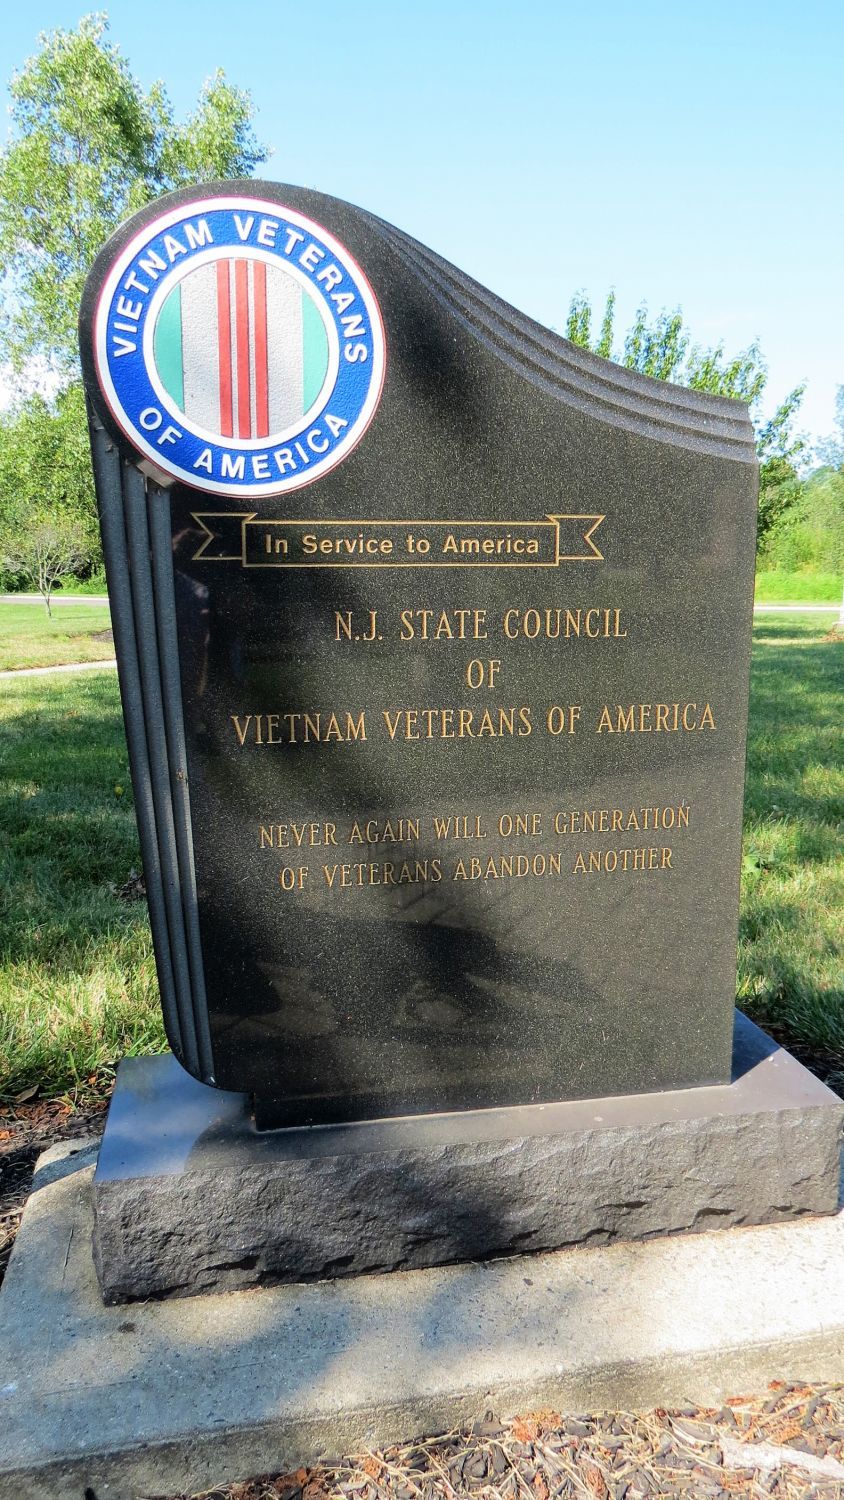 VIETNAM VETERANS
OF AMERICA
In Service to America
N.J. STATE COUNCIL
OF
VIETNAM VETERANS OF AMERICA
NEVER AGAIN WILL ONE GENERATION
OF VETERANS ABANDON ANOTHER